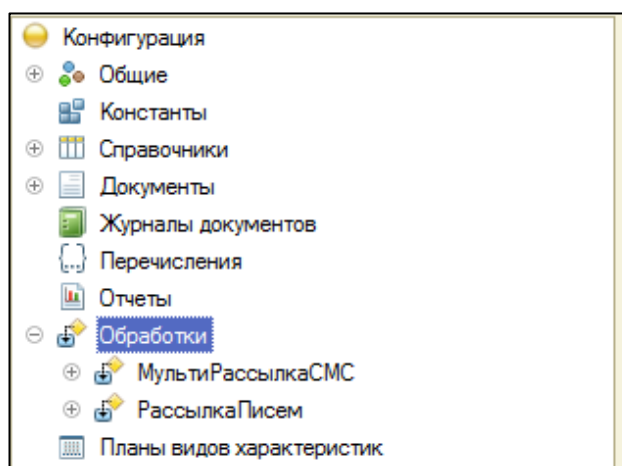 Конфигурация
Общие
Константы
Справочники
Документы
Журналы документов
Перечисления
Отчеты
Обработки
МультиРассылкаСМС
РассылкаПисем
Планы видов характеристик